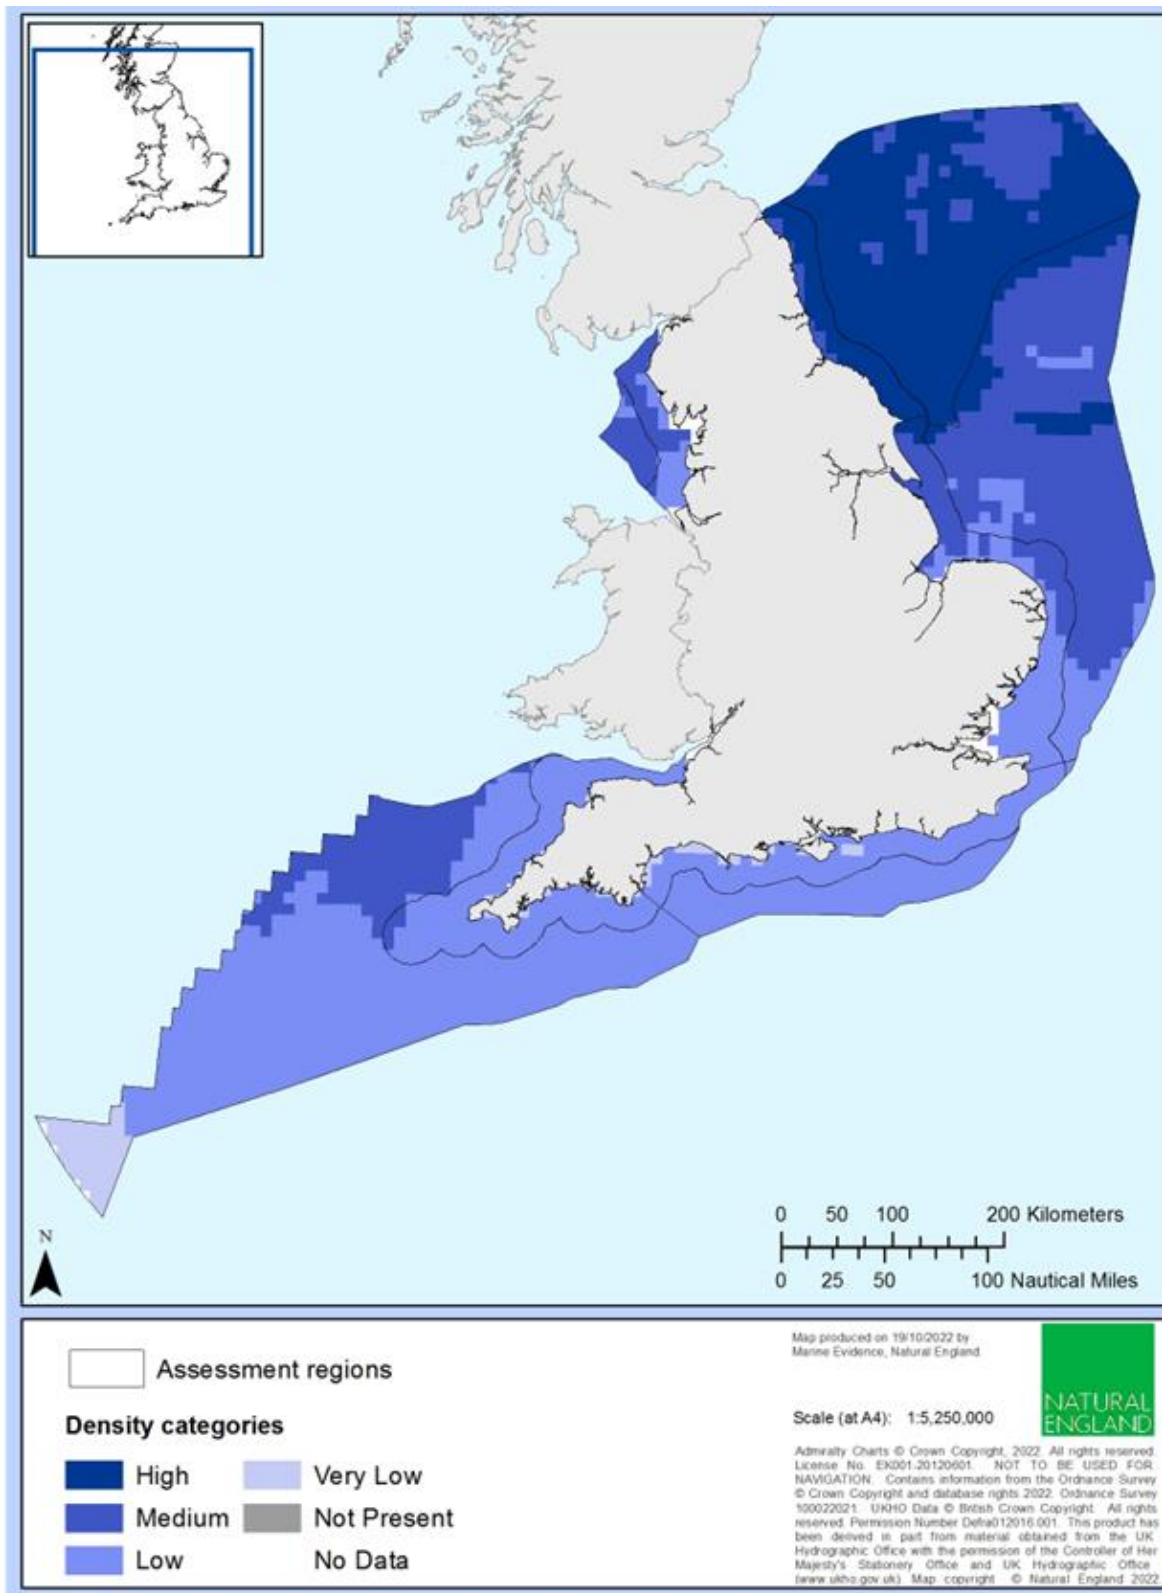 N
0 50 100 200 Kilometers
0 25 50 100 Nautical Miles
Assessment regions
Density categories
High
Medium
Low
Very Low
Not Present
No Data
Map produced on 19/10/2022 by
Marine Evidence, Natural England
Scale (at A4): 1:5,250,000
NATURAL
ENGLAND
Admiralty Charts © Crown Copyright, 2022. All rights reserved.
License No. EK001-20120601. NOT TO BE USED FOR
NAVIGATION. Contains information from the Ordnance Survey
© Crown Copyright and database rights 2022. Ordnance Survey
100022021. UKHO Data © British Crown Copyright. All rights
reserved. Permission Number Defra012016.001. This product has
been derived in part from material obtained from the UK
Hydrographic Office with the permission of the Controller of Her
Majesty's Stationery Office and UK Hydrographic Office
(www.ukho.gov.uk) Map copyright © Natural England 2022